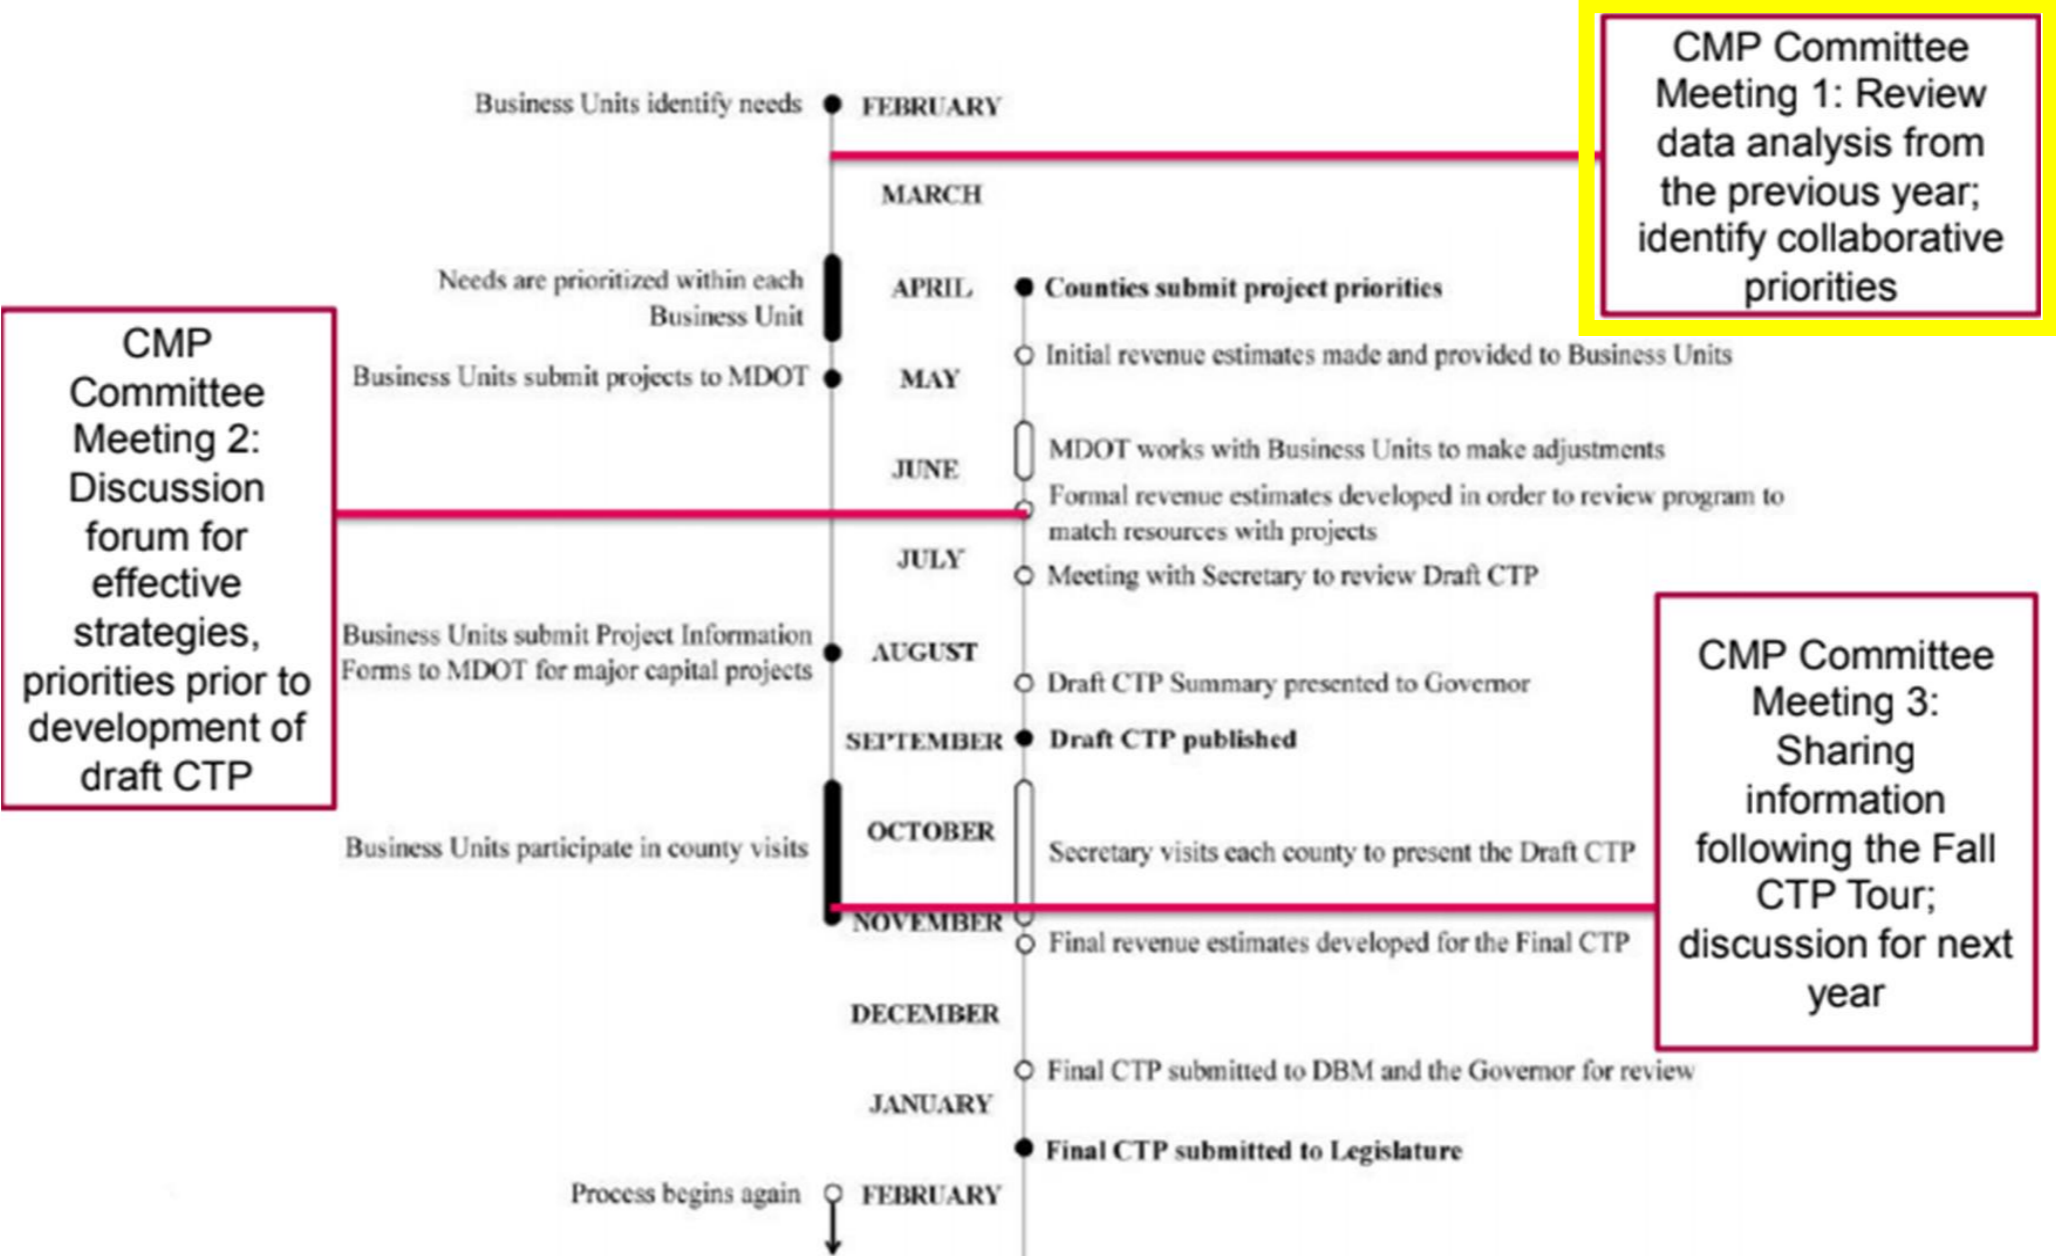 CMP Committee
Meeting 1: Review
data analysis from
the previous year;
identify collaborative
priorities
Business Units identify needs
FEBRUARY
MARCH
Needs are prioritized within each
Business Unit
APRIL
Counties submit project priorities
Initial revenue estimates made and provided to Business Units
Business Units submit projects to MDOT
MAY
CMP
Committee
Meeting 2:
Discussion
forum for
effective
strategies,
priorities prior to
development of
draft CTP
MDOT works with Business Units to make adjustments
JUNE
Formal revenue estimates developed in order to review program to
match resources with projects
JULY
Meeting with Secretary to review Draft CTP
Business Units submit Project Information
Forms to MDOT for major capital projects
AUGUST
Draft CTP Summary presented to Governor
SEPTEMBER
Draft CTP published
CMP Committee
Meeting 3:
Sharing
information
following the Fall
CTP Tour;
discussion for next
year
OCTOBER
Business Units participate in county visits
Secretary visits each county to present the Draft CTP
NOVEMBER
Final revenue estimates developed for the Final CTP
DECEMBER
Final CTP submitted to DBM and the Governor for review
JANUARY
Final CTP submitted to Legislature
Process begins again
FEBRUARY